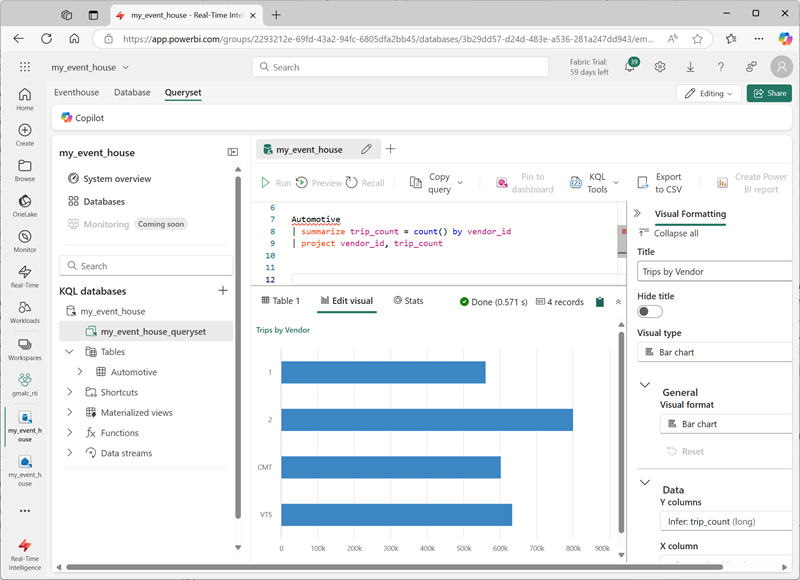 my_event_house - Real-Time Intel
https://app.powerbi.com/groups/2293212e-69fd-43a2-94fc-6805dfa2bb45/databases/3b29dd57-d24d-483e-a536-281a247dd943/em...
my_event_house
Search
Fabric Trial:
59 days left
39
Eventhouse
Database
Queryset
Editing
Share
Copilot
Home
Create
Browse
OneLake
Monitor
Real-Time
Workloads
Workspaces
gmalc_rti
my_event_h
ouse
my_event_h
ouse
Real-Time
Intelligence
my_event_house
System overview
Databases
Monitoring
Coming soon
Search
KQL databases
my_event_house
my_event_house_queryset
Tables
Automotive
Shortcuts
Materialized views
Functions
Data streams
my_event_house
Run
Preview
Recall
Copy
query
Pin to
dashboard
KQL
Tools
Export
to CSV
Create Power
BI report
6
7 Automotive
8 | summarize trip_count = count() by vendor_id
9 | project vendor_id, trip_count
10
11
12
Table 1
Edit visual
Stats
Done (0.571 s)
4 records
Trips by Vendor
1
2
CMT
VTS
0 100k 200k 300k 400k 500k 600k 700k 800k 900k
Visual Formatting
Collapse all
Title
Trips by Vendor
Hide title
Visual type
Bar chart
General
Visual format
Bar chart
Reset
Data
Y columns
Infer: trip_count (long)
X column